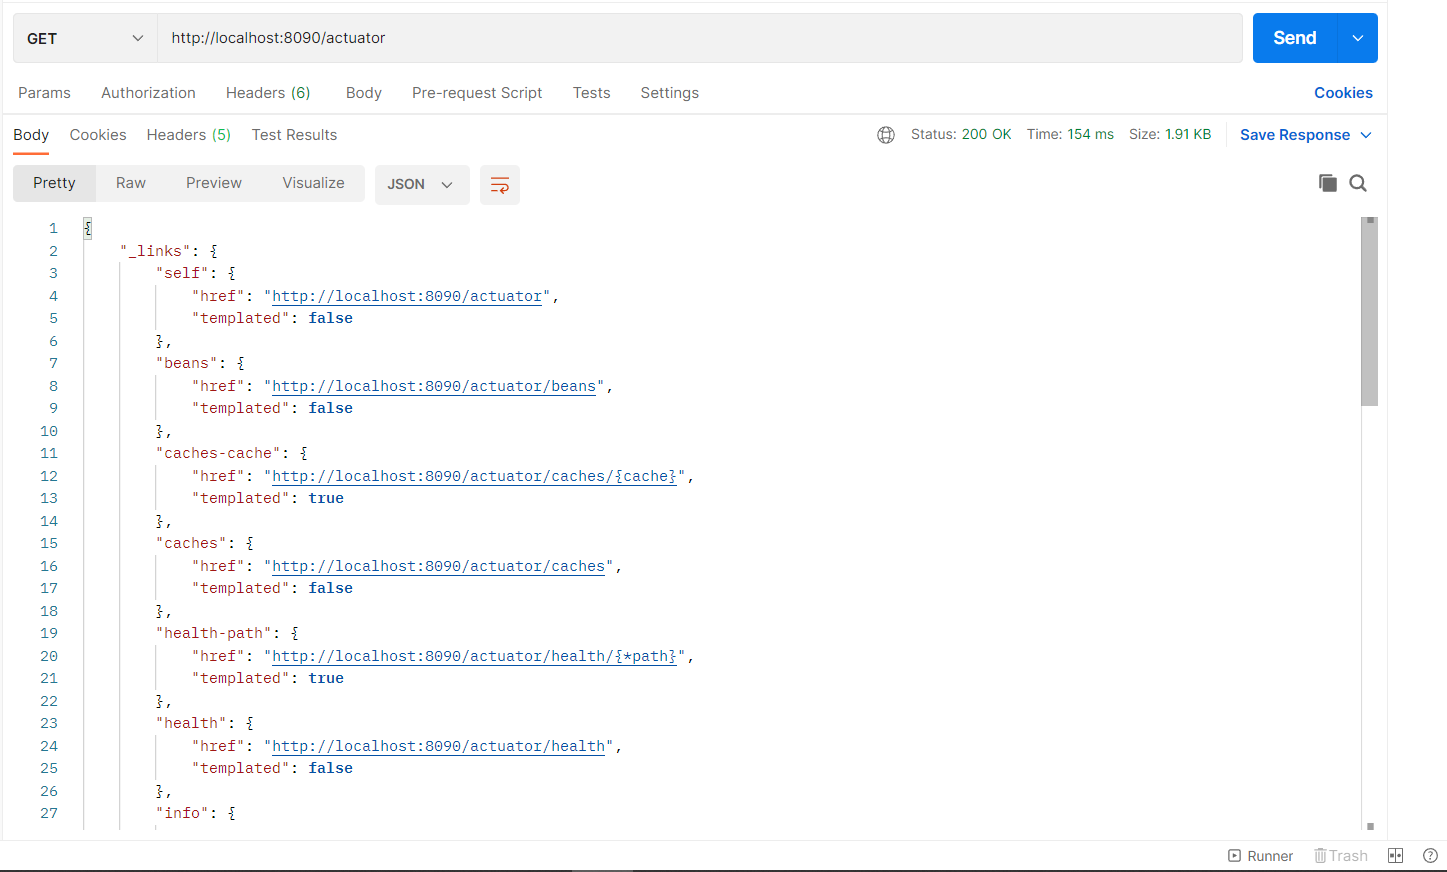 GET http://localhost:8090/actuator Send
Params Authorization Headers (6) Body Pre-request Script Tests Settings Cookies
Body Cookies Headers (5) Test Results Status: 200 OK Time: 154 ms Size: 1.91 KB Save Response
Pretty Raw Preview Visualize JSON
1 {
2 "_links": {
3 "self": {
4 "href": "http://localhost:8090/actuator",
5 "templated": false
6 },
7 "beans": {
8 "href": "http://localhost:8090/actuator/beans",
9 "templated": false
10 },
11 "caches-cache": {
12 "href": "http://localhost:8090/actuator/caches/{cache}",
13 "templated": true
14 },
15 "caches": {
16 "href": "http://localhost:8090/actuator/caches",
17 "templated": false
18 },
19 "health-path": {
20 "href": "http://localhost:8090/actuator/health/{*path}",
21 "templated": true
22 },
23 "health": {
24 "href": "http://localhost:8090/actuator/health",
25 "templated": false
26 },
27 "info": {
Runner Trash